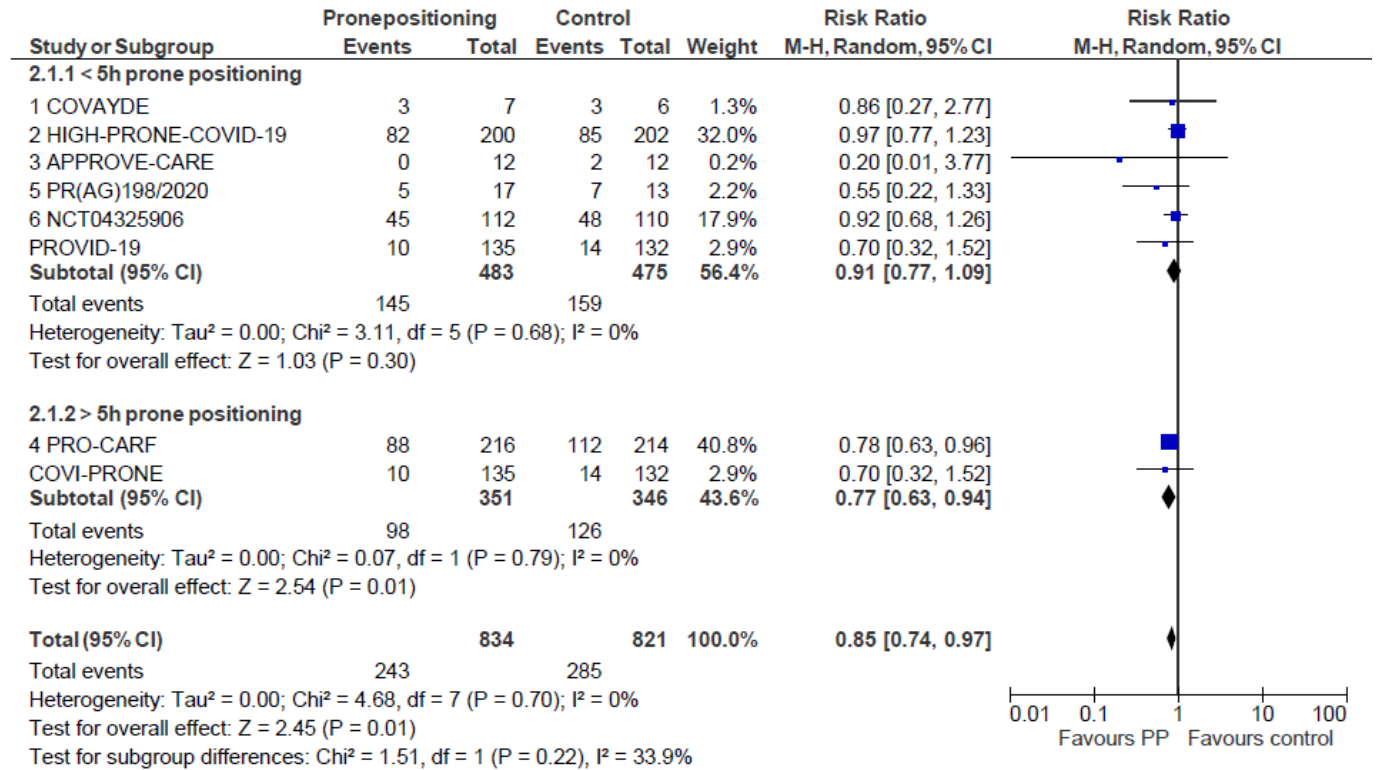 Pronepositioning Control Risk Ratio Risk Ratio
Study or Subgroup Events Total Events Total Weight M-H, Random, 95% CI M-H, Random, 95% CI
2.1.1 < 5h prone positioning
1 COVAYDE 3 7 3 6 1.3% 0.86 [0.27, 2.77]
2 HIGH-PRONE-COVID-19 82 200 85 202 32.0% 0.97 [0.77, 1.23]
3 APPROVE-CARE 0 12 2 12 0.2% 0.20 [0.01, 3.77]
5 PR(AG)198/2020 5 17 7 13 2.2% 0.55 [0.22, 1.33]
6 NCT04325906 45 112 48 110 17.9% 0.92 [0.68, 1.26]
PROVID-19 10 135 14 132 2.9% 0.70 [0.32, 1.52]
Subtotal (95% CI) 483 475 56.4% 0.91 [0.77, 1.09]
Total events 145 159
Heterogeneity: Tau² = 0.00; Chi² = 3.11, df = 5 (P = 0.68); I² = 0%
Test for overall effect: Z = 1.03 (P = 0.30)
2.1.2 > 5h prone positioning
4 PRO-CARF 88 216 112 214 40.8% 0.78 [0.63, 0.96]
COVI-PRONE 10 135 14 132 2.9% 0.70 [0.32, 1.52]
Subtotal (95% CI) 351 346 43.6% 0.77 [0.63, 0.94]
Total events 98 126
Heterogeneity: Tau² = 0.00; Chi² = 0.07, df = 1 (P = 0.79); I² = 0%
Test for overall effect: Z = 2.54 (P = 0.01)
Total (95% CI) 834 821 100.0% 0.85 [0.74, 0.97]
Total events 243 285
Heterogeneity: Tau² = 0.00; Chi² = 4.68, df = 7 (P = 0.70); I² = 0%
Test for overall effect: Z = 2.45 (P = 0.01)
Test for subgroup differences: Chi² = 1.51, df = 1 (P = 0.22), I² = 33.9%
0.01 0.1 1 10 100
Favours PP Favours control